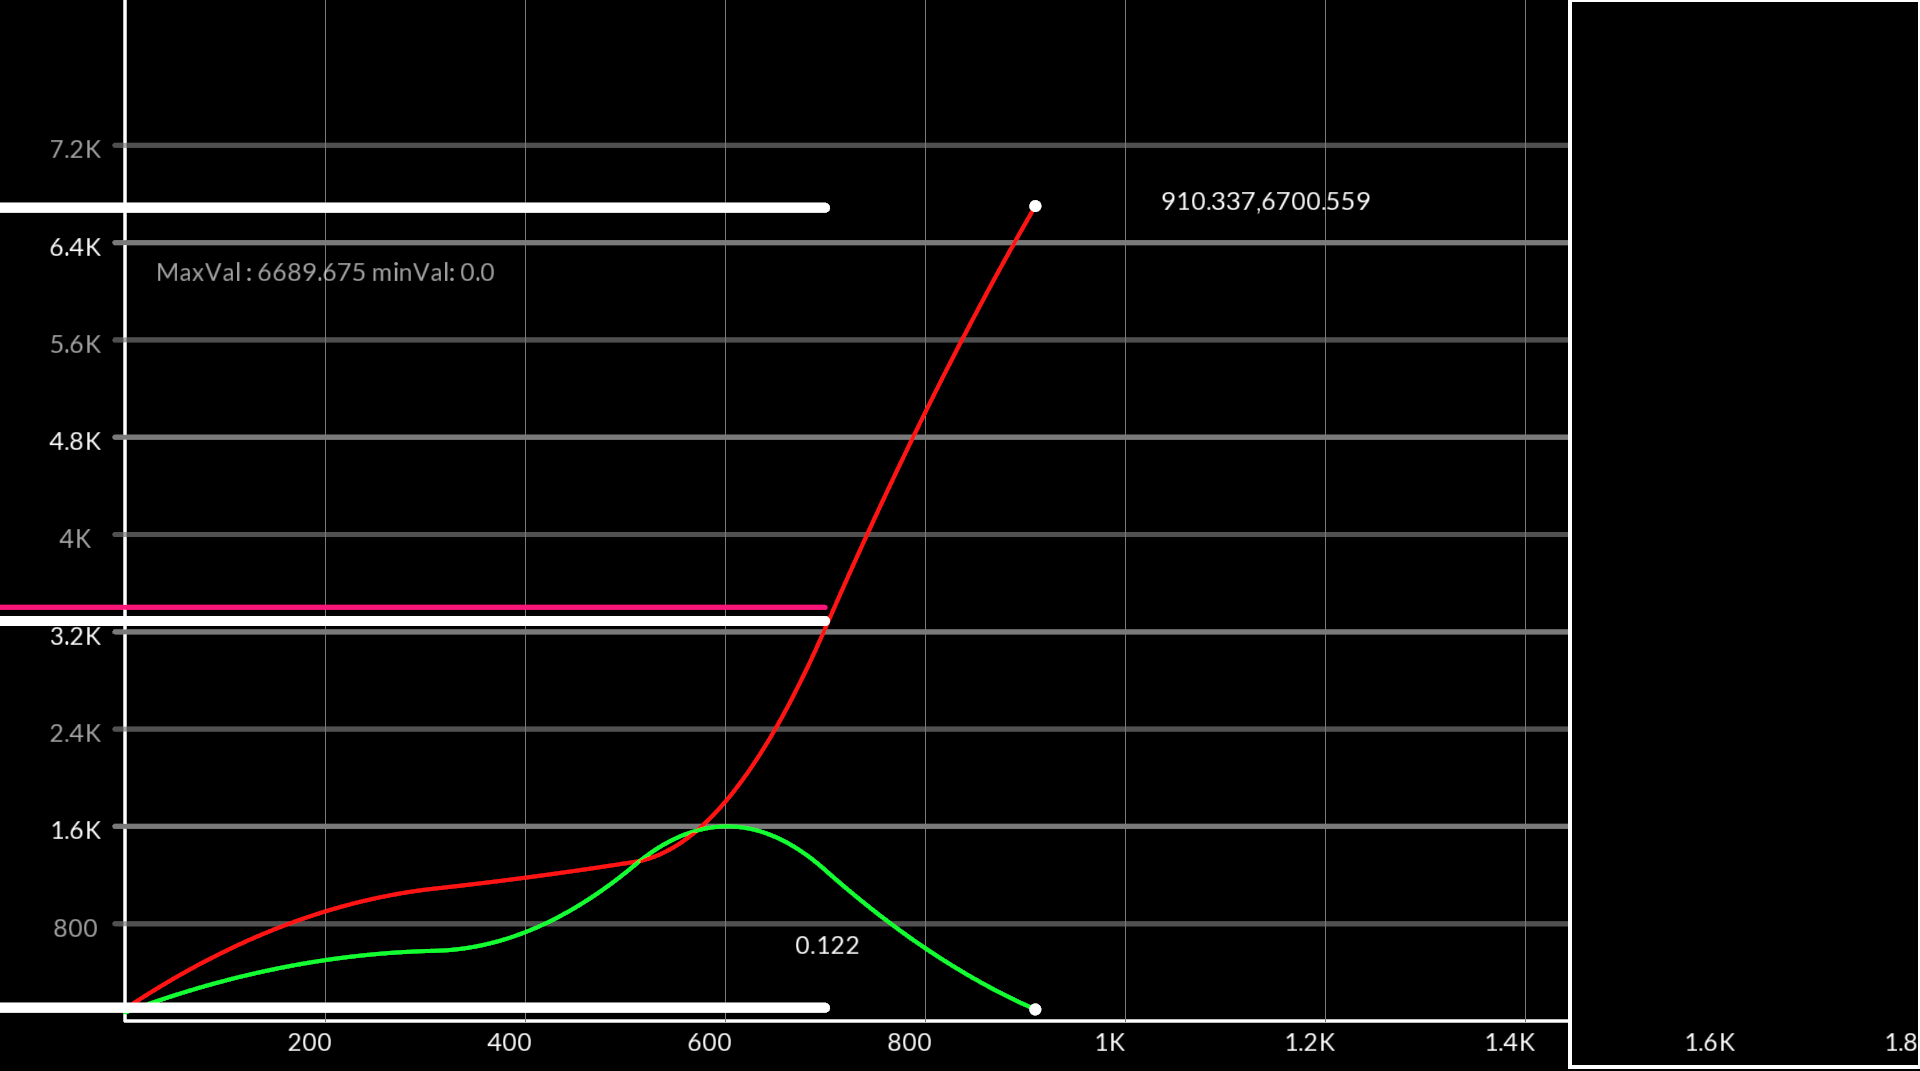 7.2K
910.337,6700.559
6.4K
MaxVal : 6689.675 minVal: 0.0
5.6K
4.8K
4K
3.2K
2.4K
1.6K
800
0.122
200 400 600 800 1K 1.2K 1.4K 1.6K 1.8